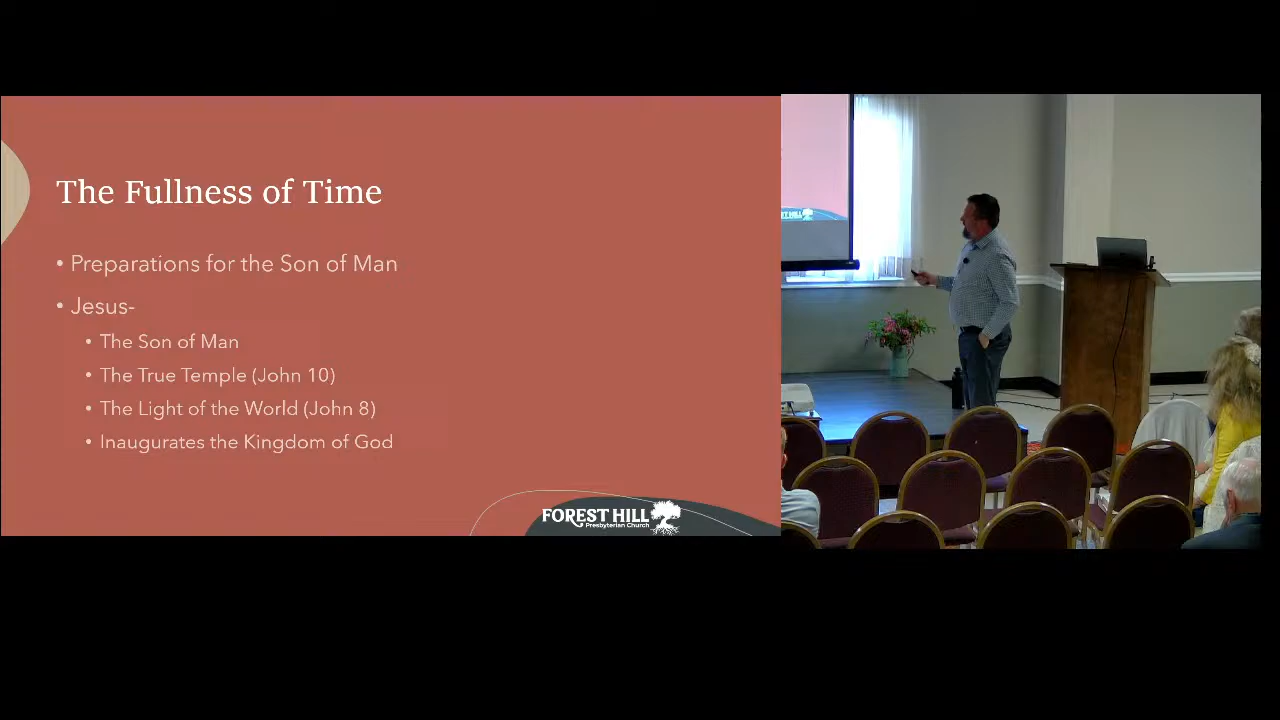 The Fullness of Time
• Preparations for the Son of Man
• Jesus-
• The Son of Man
• The True Temple (John 10)
• The Light of the World (John 8)
• Inaugurates the Kingdom of God
FOREST HILL
Presbyterian Church